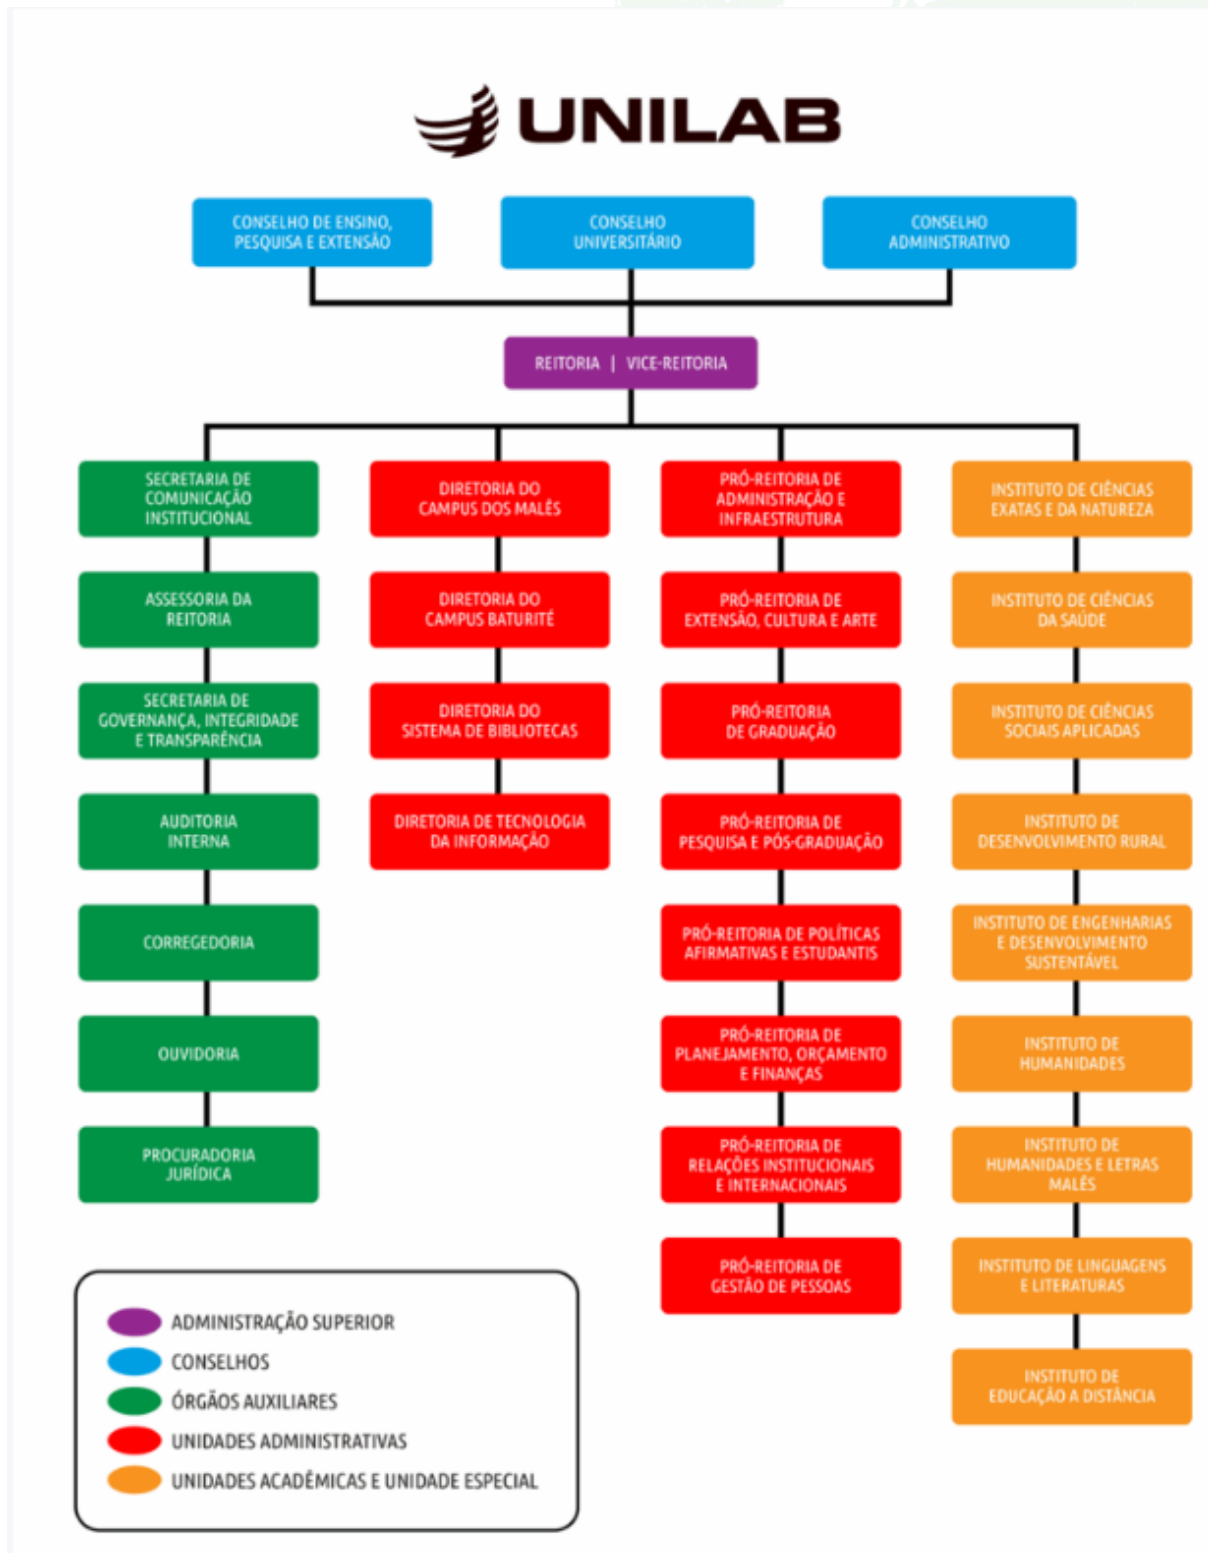 UNILAB
CONSELHO DE ENSINO,
PESQUISA E EXTENSÃO
CONSELHO
UNIVERSITÁRIO
CONSELHO
ADMINISTRATIVO
REITORIA | VICE-REITORIA
SECRETARIA DE
COMUNICAÇÃO
INSTITUCIONAL
ASSESSORIA DA
REITORIA
SECRETARIA DE
GOVERNANÇA, INTEGRIDADE
E TRANSPARÊNCIA
AUDITORIA
INTERNA
CORREGEDORIA
OUVIDORIA
PROCURADORIA
JURÍDICA
DIRETORIA DO
CAMPUS DOS MALÊS
DIRETORIA DO
CAMPUS BATURITÉ
DIRETORIA DO
SISTEMA DE BIBLIOTECAS
DIRETORIA DE TECNOLOGIA
DA INFORMAÇÃO
PRÓ-REITORIA DE
ADMINISTRAÇÃO E
INFRAESTRUTURA
PRÓ-REITORIA DE
EXTENSÃO, CULTURA E ARTE
PRÓ-REITORIA
DE GRADUAÇÃO
PRÓ-REITORIA DE
PESQUISA E PÓS-GRADUAÇÃO
PRÓ-REITORIA DE POLÍTICAS
AFIRMATIVAS E ESTUDANTIS
PRÓ-REITORIA DE
PLANEJAMENTO, ORÇAMENTO
E FINANÇAS
PRÓ-REITORIA DE
RELAÇÕES INSTITUCIONAIS
E INTERNACIONAIS
PRÓ-REITORIA DE
GESTÃO DE PESSOAS
INSTITUTO DE CIÊNCIAS
EXATAS E DA NATUREZA
INSTITUTO DE CIÊNCIAS
DA SAÚDE
INSTITUTO DE CIÊNCIAS
SOCIAIS APLICADAS
INSTITUTO DE
DESENVOLVIMENTO RURAL
INSTITUTO DE ENGENHARIAS
E DESENVOLVIMENTO
SUSTENTÁVEL
INSTITUTO DE
HUMANIDADES
INSTITUTO DE
HUMANIDADES E LETRAS
MALÊS
INSTITUTO DE LINGUAGENS
E LITERATURAS
INSTITUTO DE
EDUCAÇÃO A DISTÂNCIA
ADMINISTRAÇÃO SUPERIOR
CONSELHOS
ÓRGÃOS AUXILIARES
UNIDADES ADMINISTRATIVAS
UNIDADES ACADÊMICAS E UNIDADE ESPECIAL